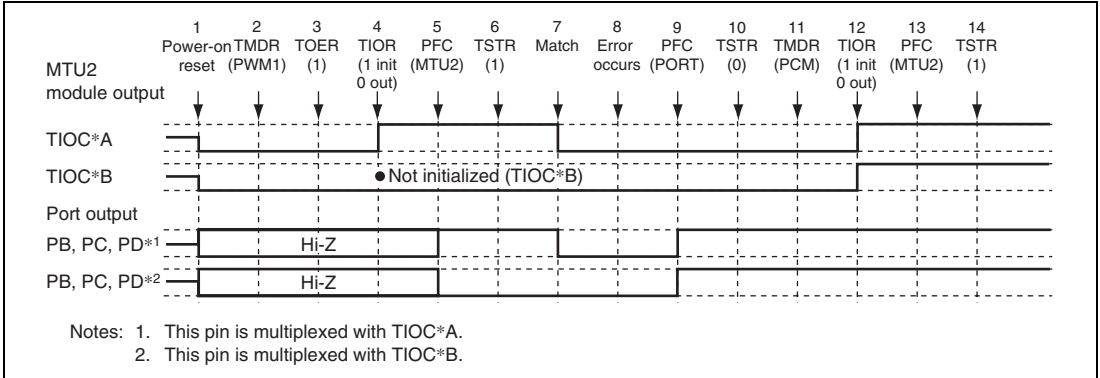 1 2 3 4 5 6 7 8 9 10 11 12 13 14
Power-on TMDR TOER TIOR PFC TSTR Match Error PFC TSTR TMDR TIOR PFC TSTR
reset (PWM1) (1) (1 init (MTU2) (1) occurs (PORT) (0) (PCM) (1 init (MTU2) (1)
0 out) 0 out)
MTU2
module output
TIOC*A
TIOC*B
Not initialized (TIOC*B)
Port output
PB, PC, PD*1
Hi-Z
PB, PC, PD*2
Hi-Z
Notes: 1. This pin is multiplexed with TIOC*A.
2. This pin is multiplexed with TIOC*B.